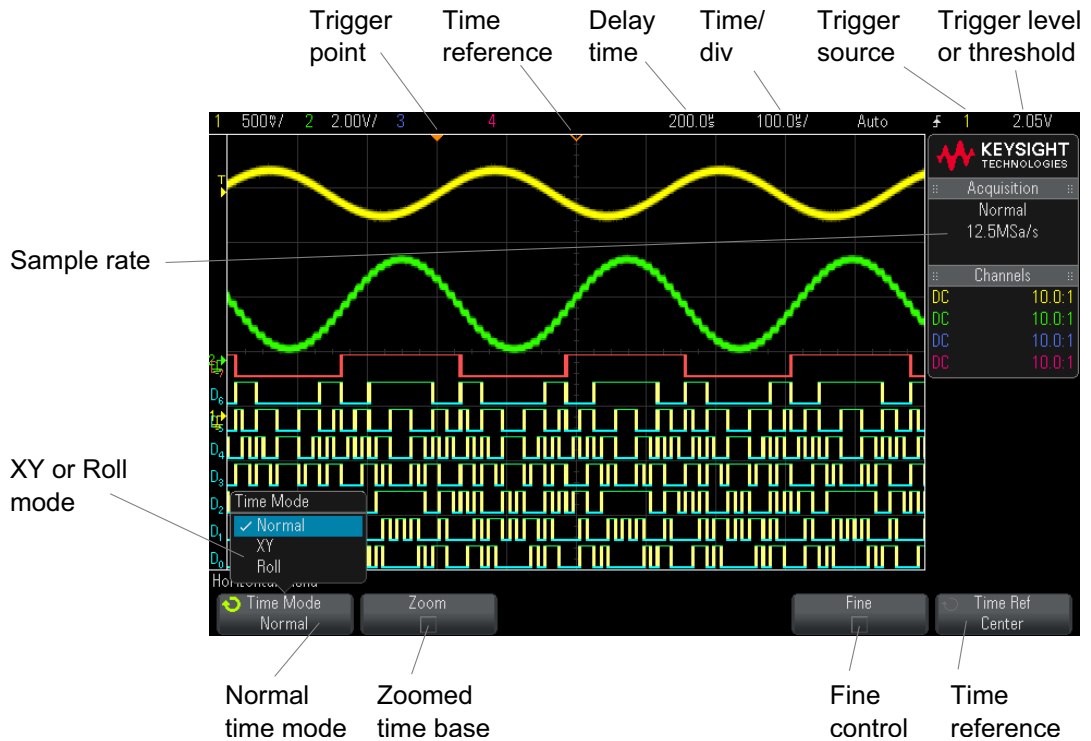 Trigger point
Time reference
Delay time
Time/ div
Trigger source
Trigger level or threshold
1 500㎷/ 2 2.00V/ 3 4 200.0㎲ 100.0㎲/ Auto 1 2.05V
KEYSIGHT
TECHNOLOGIES
Acquisition
Normal
12.5MSa/s
Channels
DC 10.0:1
DC 10.0:1
DC 10.0:1
DC 10.0:1
Sample rate
T
D6
D4
D3
D2
D1
D0
XY or Roll
mode
Time Mode
✓ Normal
XY
Roll
Time Mode
Normal
Zoom
Fine
Time Ref
Center
Normal
time mode
Zoomed
time base
Fine
control
Time
reference